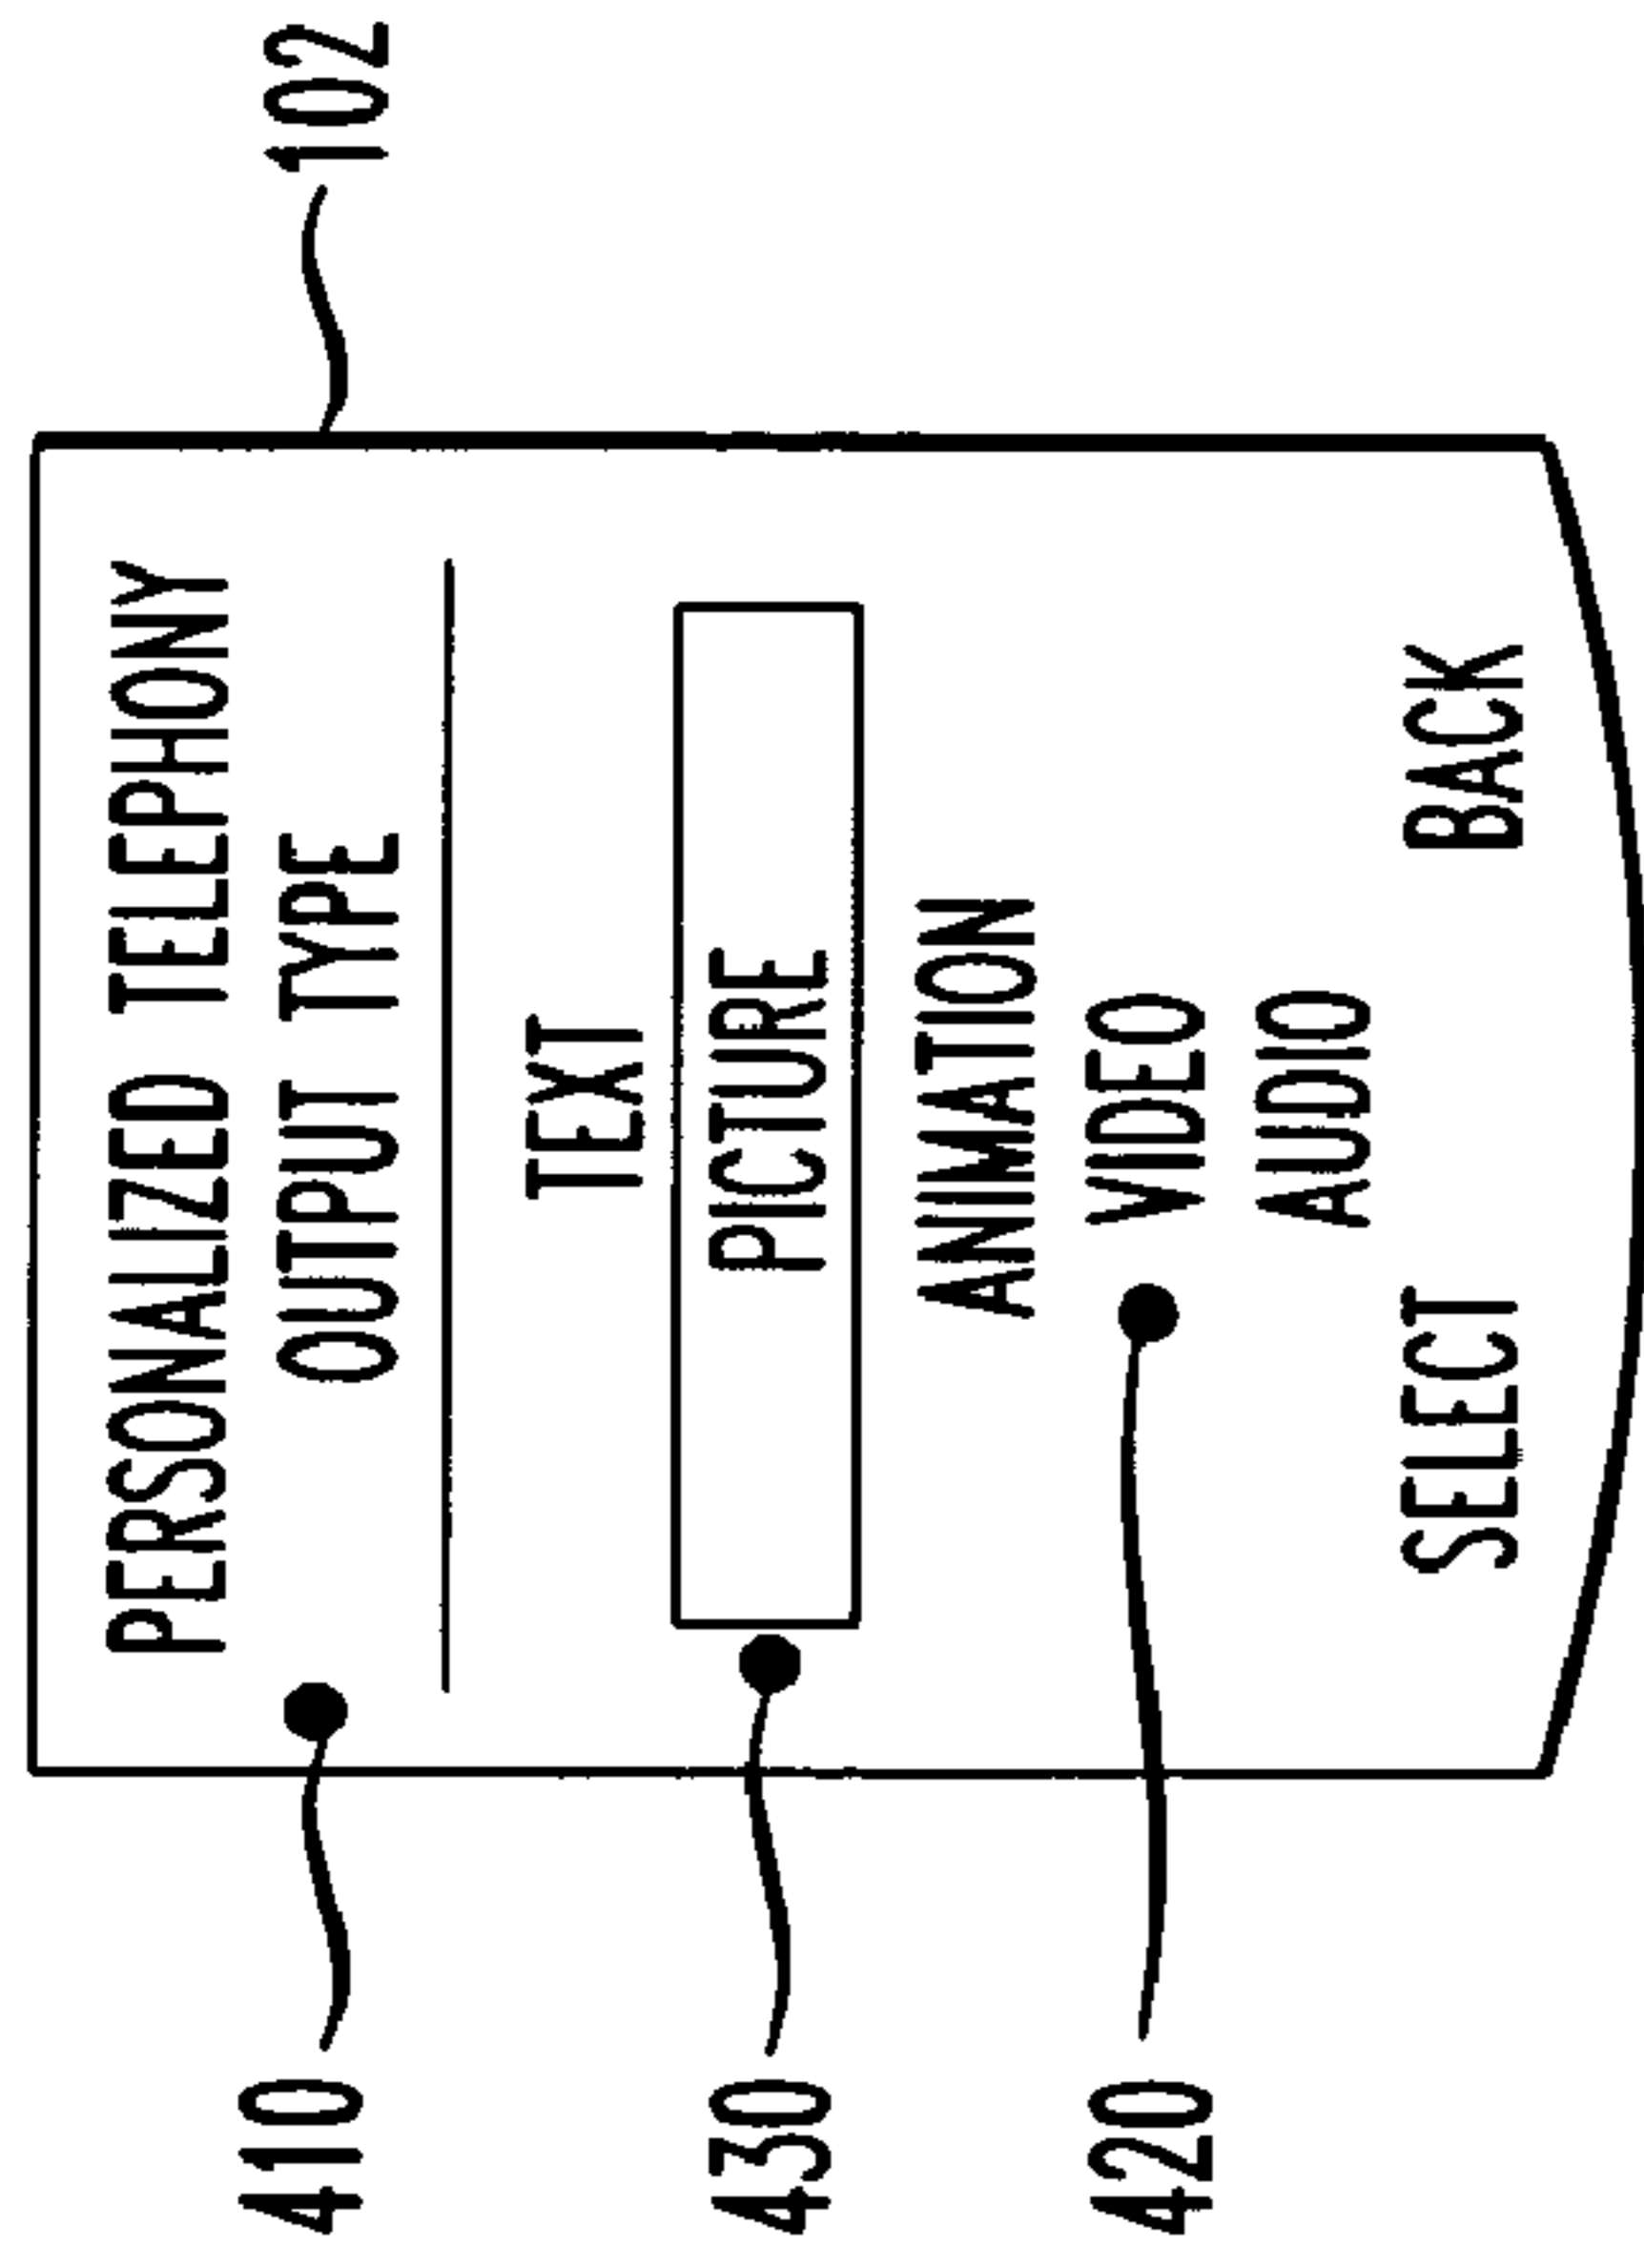 102
PERSONALIZED TELEPHONY
OUTPUT TYPE
410
TEXT
PICTURE
430
ANIMATION
VIDEO
420
AUDIO
SELECT BACK